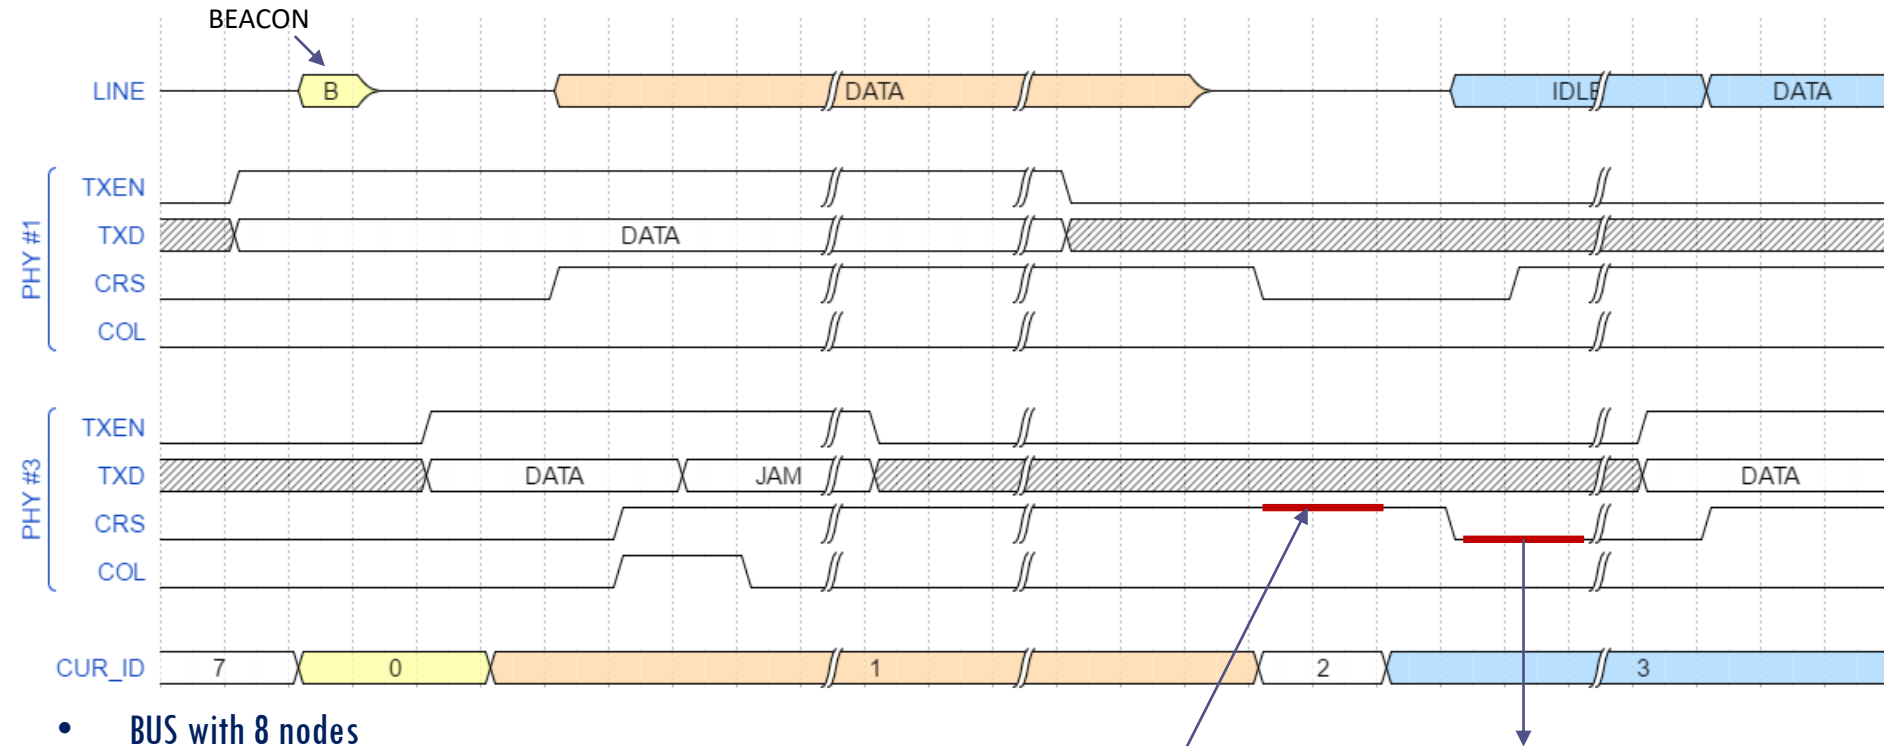 BEACON
LINE B DATA IDLE DATA
PHY #1
TXEN
TXD DATA
CRS
COL
PHY #3
TXEN
TXD DATA JAM DATA
CRS
COL
CUR_ID 7 0 1 2 3
• BUS with 8 nodes